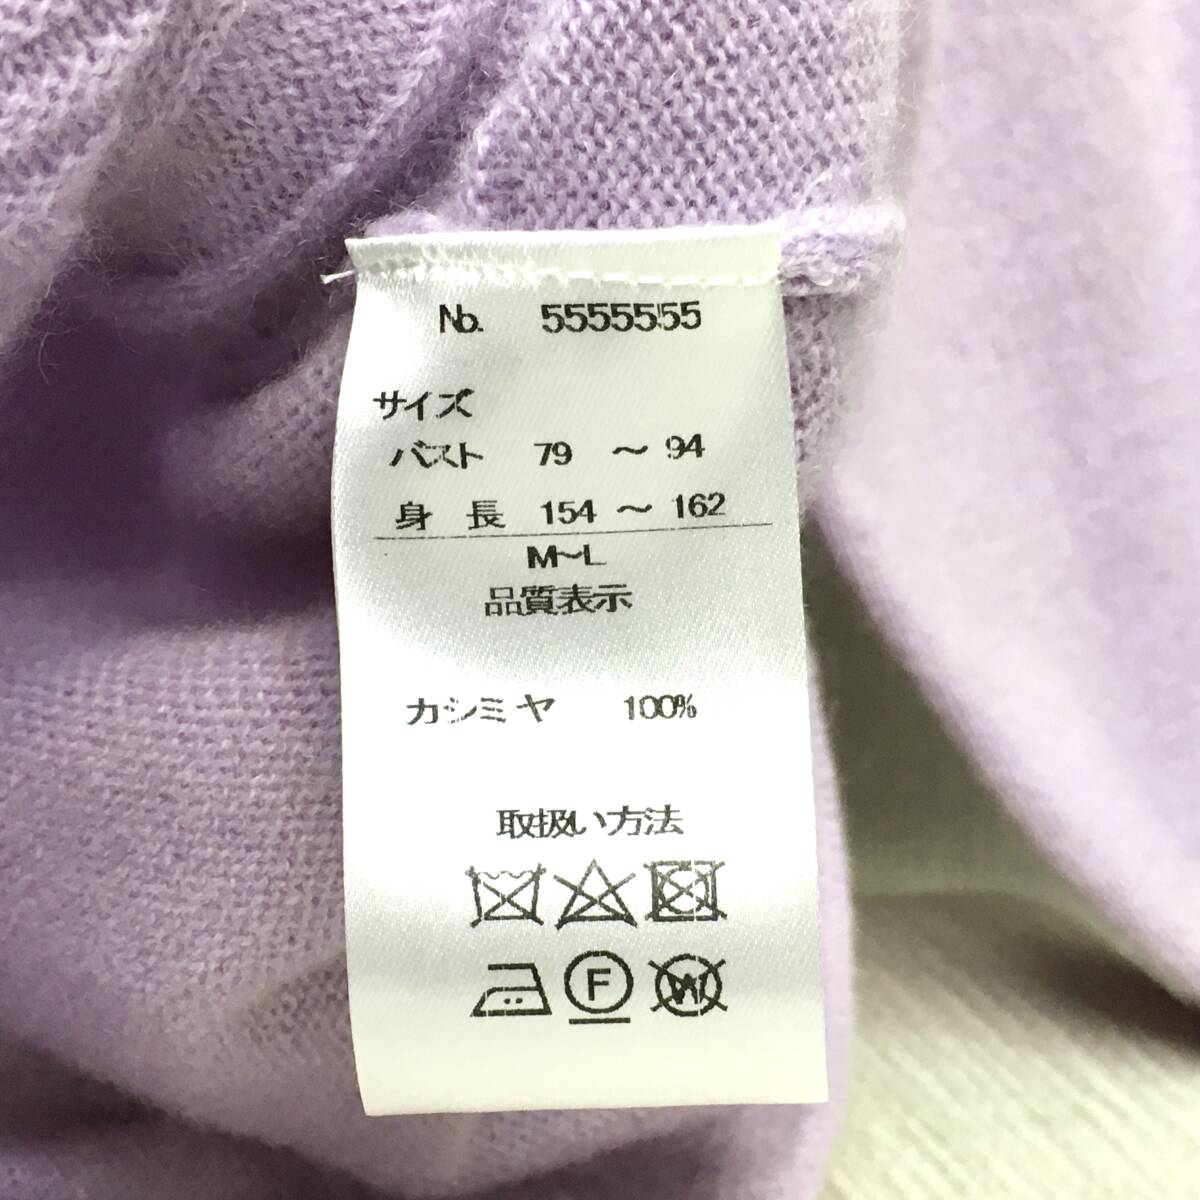 No. 5555555
サイズ
バスト 79 ～ 94
身 長 154 ～ 162
M～L
品質表示
カシミヤ 100%
取扱い方法
F
W